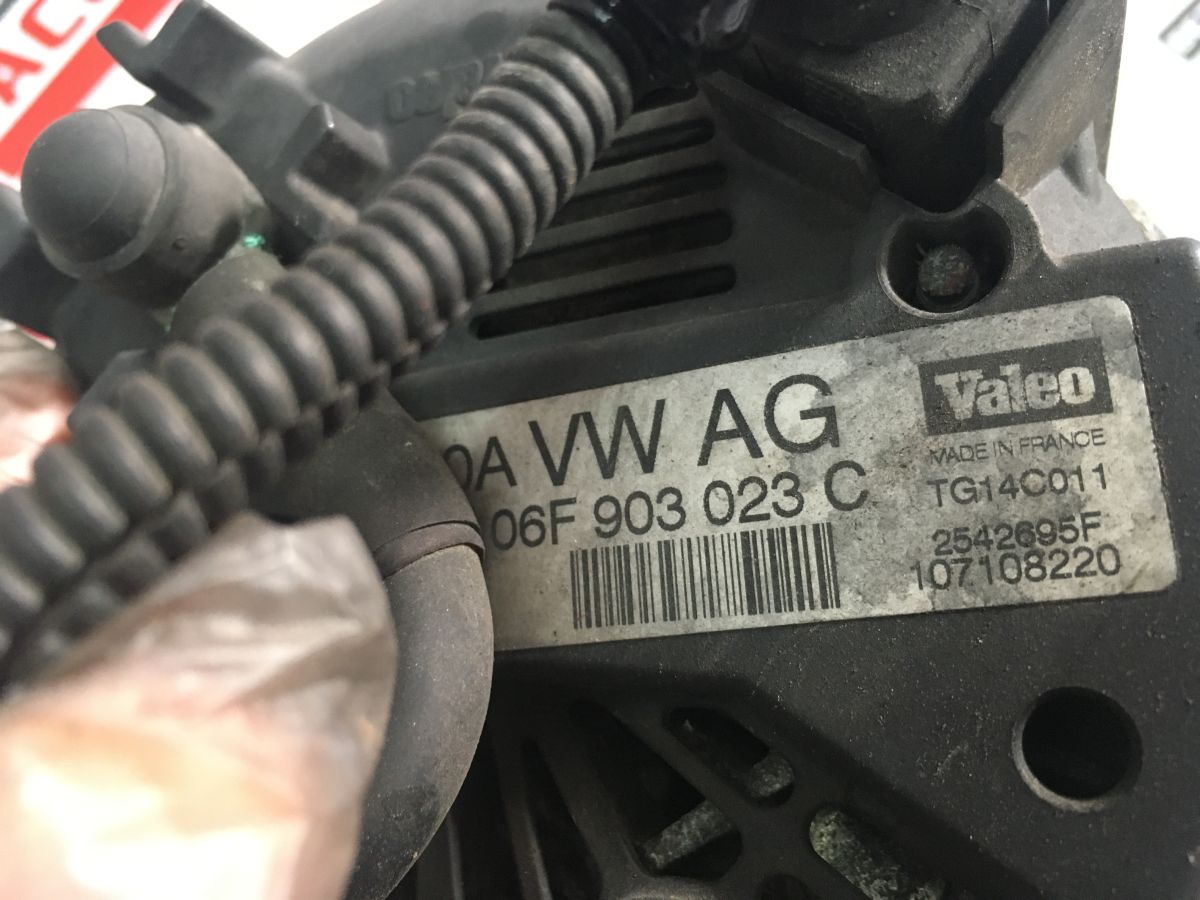 0A VW AG
06F 903 023 C
Valeo
MADE IN FRANCE
TG14C011
2542695F
107108220